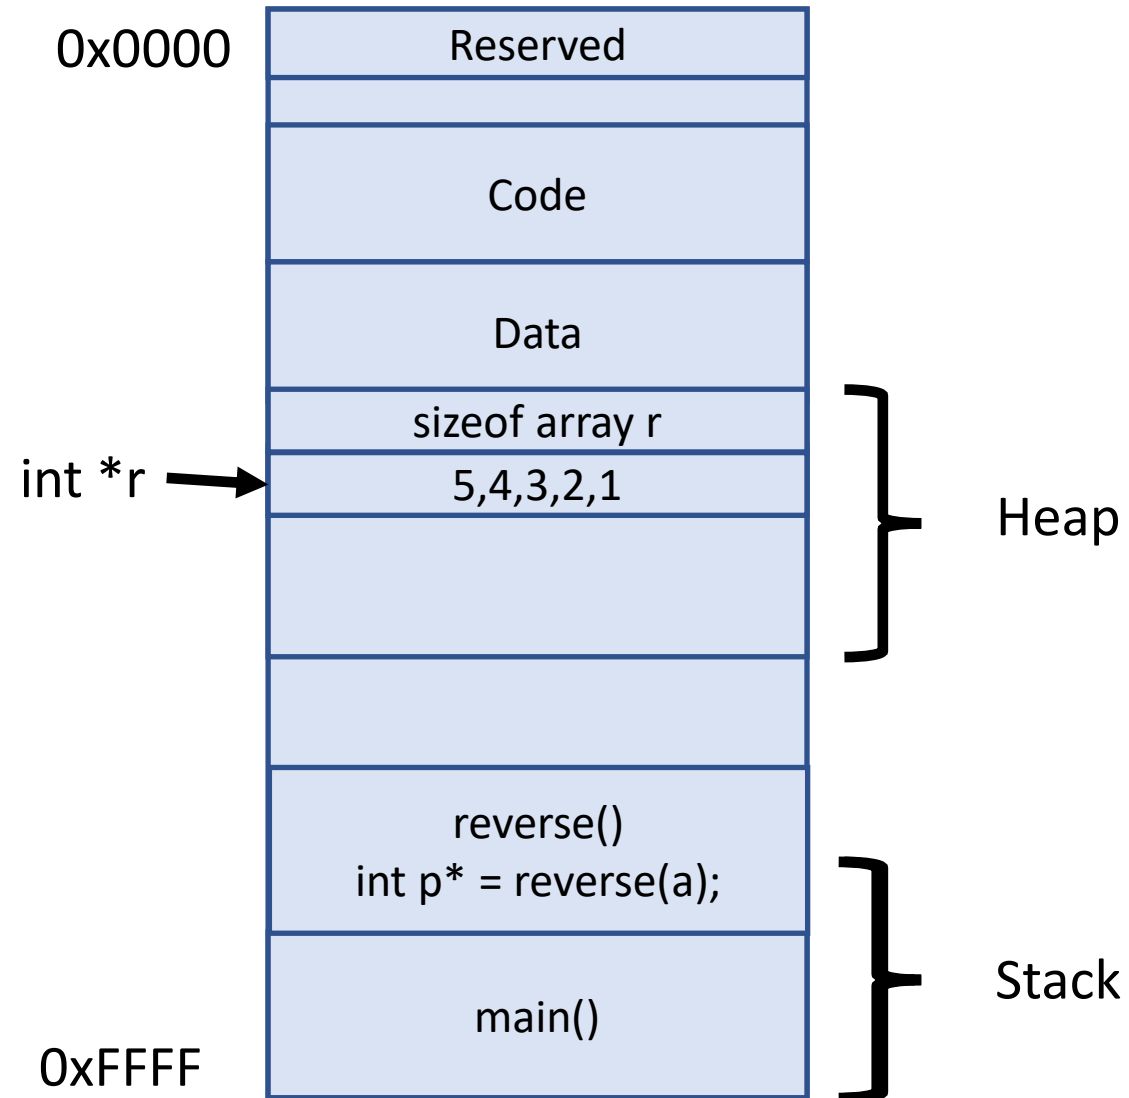 0x0000
Reserved
Code
Data
sizeof array r
int *r
5,4,3,2,1
Heap
reverse()
int p* = reverse(a);
Stack
main()
0xFFFF